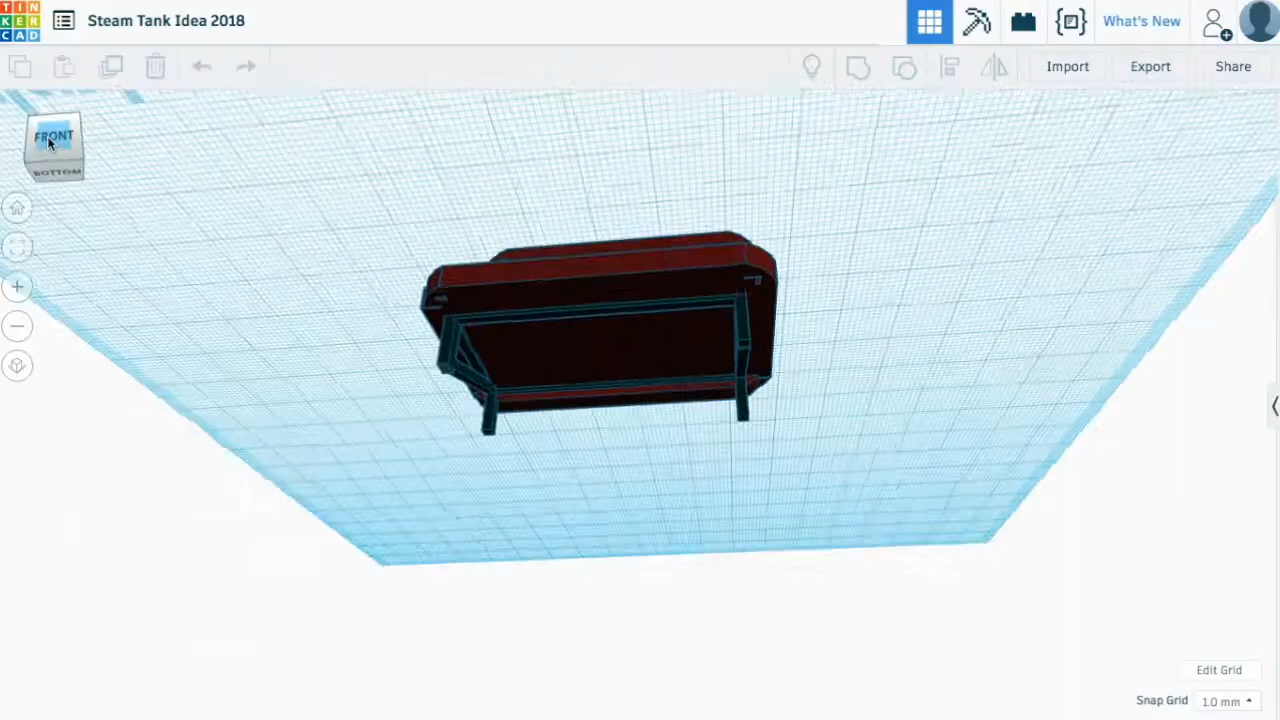 TIN
KER
CAD
Steam Tank Idea 2018
What's New
Import
Export
Share
FRONT
BOTTOM
Edit Grid
Snap Grid 1.0 mm